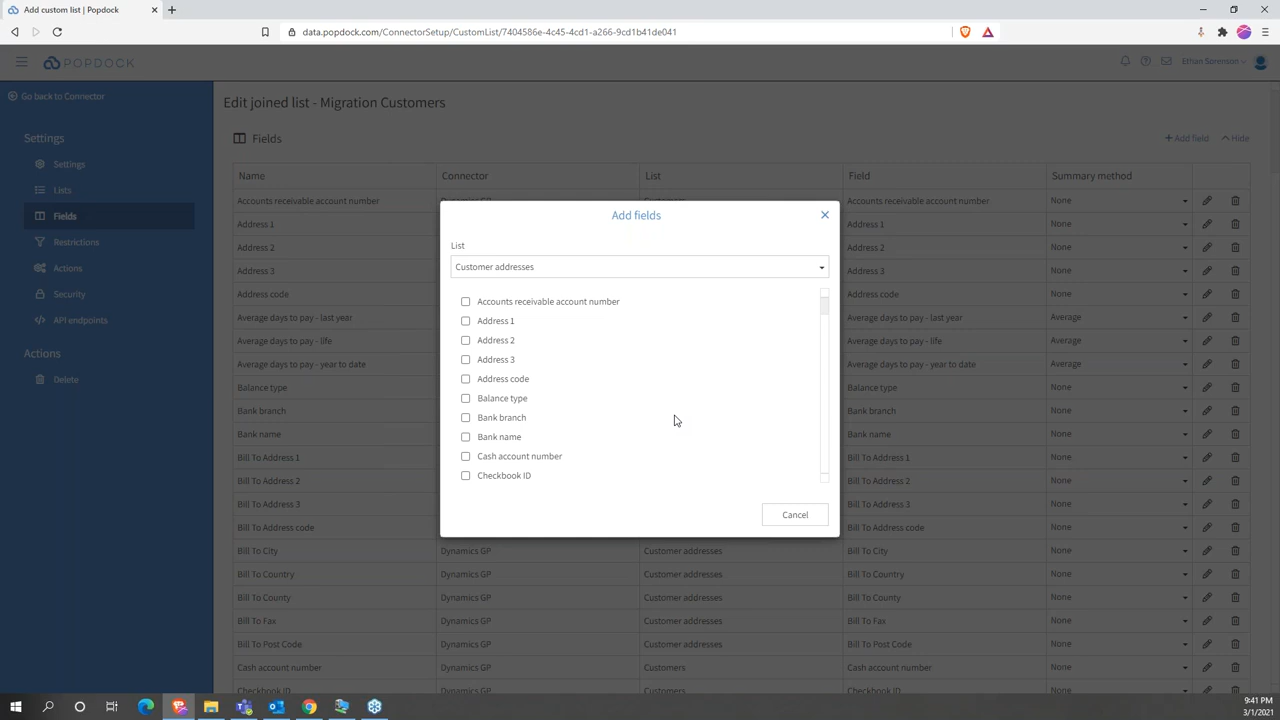 Add custom list | Popdock
data.popdock.com/ConnectorSetup/CustomList/7404586e-4c45-4cd1-a266-9cd1b41de041
POPDOCK
Ethan Sorenson
Go back to Connector
Settings
Settings
Lists
Fields
Restrictions
Actions
Security
API endpoints
Actions
Delete
Edit joined list - Migration Customers
Fields
Add field
Hide
Name Connector List Field Summary method
Accounts receivable account number Dynamics GP Customers Accounts receivable account number None
Address 1 Address 1 None
Address 2 Address 2 None
Address 3 Address 3 None
Address code Address code None
Average days to pay - last year Average days to pay - last year Average
Average days to pay - life Average days to pay - life Average
Average days to pay - year to date Average days to pay - year to date Average
Balance type Balance type None
Bank branch Bank branch None
Bank name Bank name None
Bill To Address 1 Bill To Address 1 None
Bill To Address 2 Bill To Address 2 None
Bill To Address 3 Bill To Address 3 None
Bill To Address code Bill To Address code None
Bill To City Dynamics GP Customer addresses Bill To City None
Bill To Country Dynamics GP Customer addresses Bill To Country None
Bill To County Dynamics GP Customer addresses Bill To County None
Bill To Fax Dynamics GP Customer addresses Bill To Fax None
Bill To Post Code Dynamics GP Customer addresses Bill To Post Code None
Cash account number Dynamics GP Customers Cash account number None
Checkbook ID Dynamics GP Customers Checkbook ID None
Add fields
List
Customer addresses
Accounts receivable account number
Address 1
Address 2
Address 3
Address code
Balance type
Bank branch
Bank name
Cash account number
Checkbook ID
Cancel
9:41 PM
3/1/2021